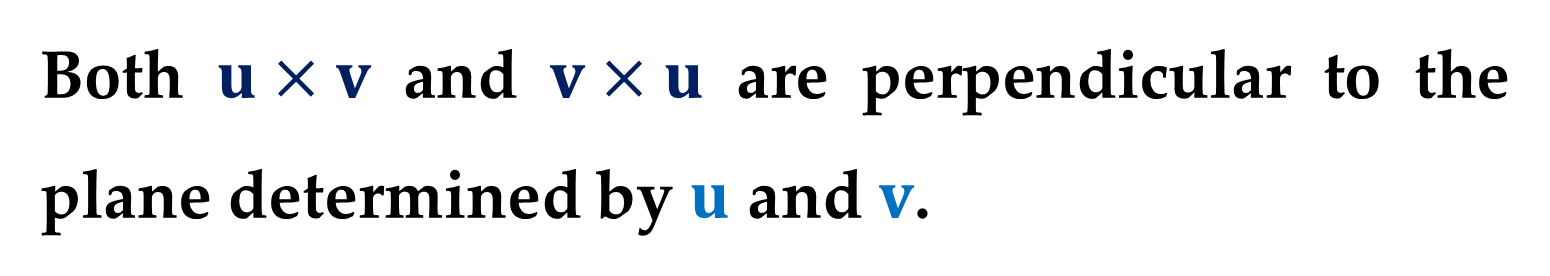 Both u × v and v × u are perpendicular to the
plane determined by u and v.